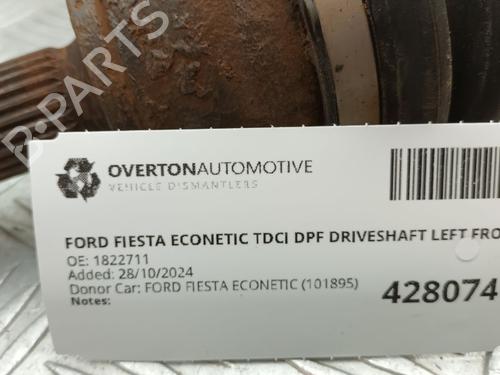 B-PARTS
OVERTONAUTOMOTIVE
VEHICLE DISMANTLERS
FORD FIESTA ECONETIC TDCI DPF DRIVESHAFT LEFT FRO
OE: 1822711
Added: 28/10/2024
Donor Car: FORD FIESTA ECONETIC (101895)
Notes:
428074